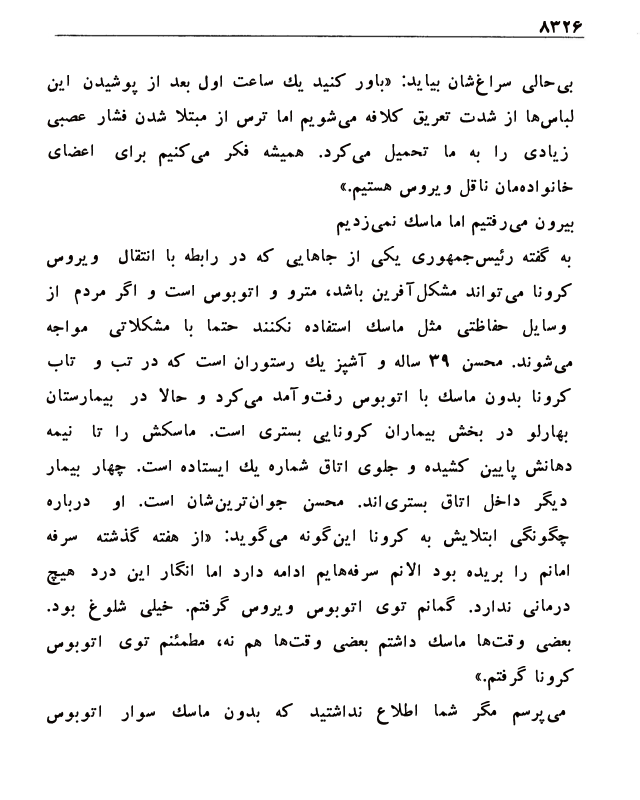 ۸۳۲۶
بی‌حالی سراغ‌شان بیاید: «باور کنید یك ساعت اول بعد از پوشیدن این
لباس‌ها از شدت تعریق کلافه می‌شویم اما ترس از مبتلا شدن فشار عصبی
زیادی را به ما تحمیل می‌کرد. همیشه فکر می‌کنیم برای اعضای
خانواده‌مان ناقل ویروس هستیم.»
بیرون می‌رفتیم اما ماسك نمی‌زدیم
به گفته رئیس‌جمهوری یکی از جاهایی که در رابطه با انتقال ویروس
کرونا می‌تواند مشکل‌آفرین باشد، مترو و اتوبوس است و اگر مردم از
وسایل حفاظتی مثل ماسك استفاده نکنند حتما با مشکلاتی مواجه
می‌شوند. محسن ۳۹ ساله و آشپز یك رستوران است که در تب و تاب
کرونا بدون ماسك با اتوبوس رفت‌وآمد می‌کرد و حالا در بیمارستان
بهارلو در بخش بیماران کرونایی بستری است. ماسکش را تا نیمه
دهانش پایین کشیده و جلوی اتاق شماره یك ایستاده است. چهار بیمار
دیگر داخل اتاق بستری‌اند. محسن جوان‌ترین‌شان است. او درباره
چگونگی ابتلایش به کرونا این‌گونه می‌گوید: «از هفته گذشته سرفه
امانم را بریده بود الانم سرفه‌هایم ادامه دارد اما انگار این درد هیچ
درمانی ندارد. گمانم توی اتوبوس ویروس گرفتم. خیلی شلوغ بود.
بعضی وقت‌ها ماسك داشتم بعضی وقت‌ها هم نه، مطمئنم توی اتوبوس
کرونا گرفتم.»
می‌پرسم مگر شما اطلاع نداشتید که بدون ماسك سوار اتوبوس